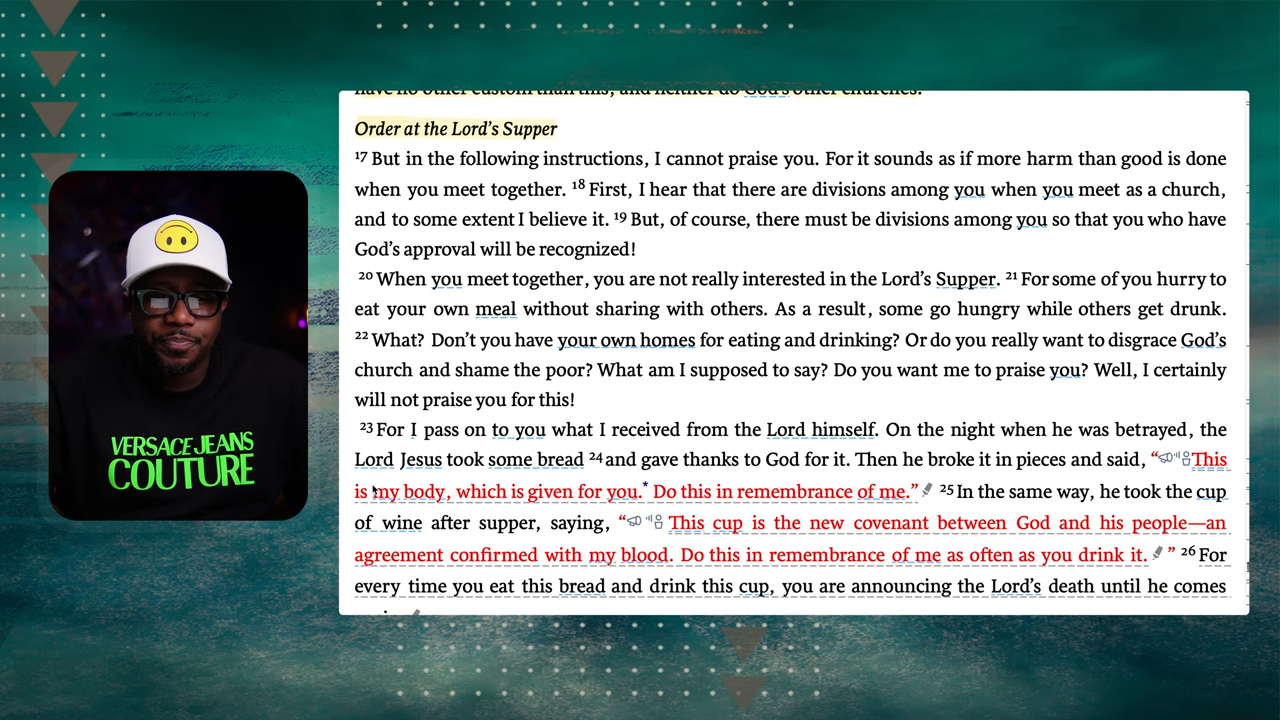 VERSACE JEANS
COUTURE
have no other custom than this, and neither do God's other churches.
Order at the Lord's Supper
17 But in the following instructions, I cannot praise you. For it sounds as if more harm than good is done
when you meet together. 18 First, I hear that there are divisions among you when you meet as a church,
and to some extent I believe it. 19 But, of course, there must be divisions among you so that you who have
God's approval will be recognized!
20 When you meet together, you are not really interested in the Lord's Supper. 21 For some of you hurry to
eat your own meal without sharing with others. As a result, some go hungry while others get drunk.
22 What? Don't you have your own homes for eating and drinking? Or do you really want to disgrace God's
church and shame the poor? What am I supposed to say? Do you want me to praise you? Well, I certainly
will not praise you for this!
23 For I pass on to you what I received from the Lord himself. On the night when he was betrayed, the
Lord Jesus took some bread 24 and gave thanks to God for it. Then he broke it in pieces and said, “This
is my body, which is given for you.* Do this in remembrance of me.” 25 In the same way, he took the cup
of wine after supper, saying, “This cup is the new covenant between God and his people—an
agreement confirmed with my blood. Do this in remembrance of me as often as you drink it.” 26 For
every time you eat this bread and drink this cup, you are announcing the Lord's death until he comes